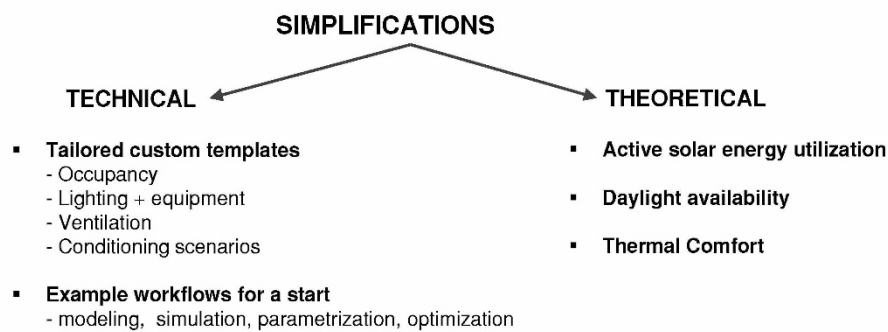 SIMPLIFICATIONS
TECHNICAL
▪ Tailored custom templates
- Occupancy
- Lighting + equipment
- Ventilation
- Conditioning scenarios
▪ Example workflows for a start
- modeling, simulation, parametrization, optimization
THEORETICAL
▪ Active solar energy utilization
▪ Daylight availability
▪ Thermal Comfort